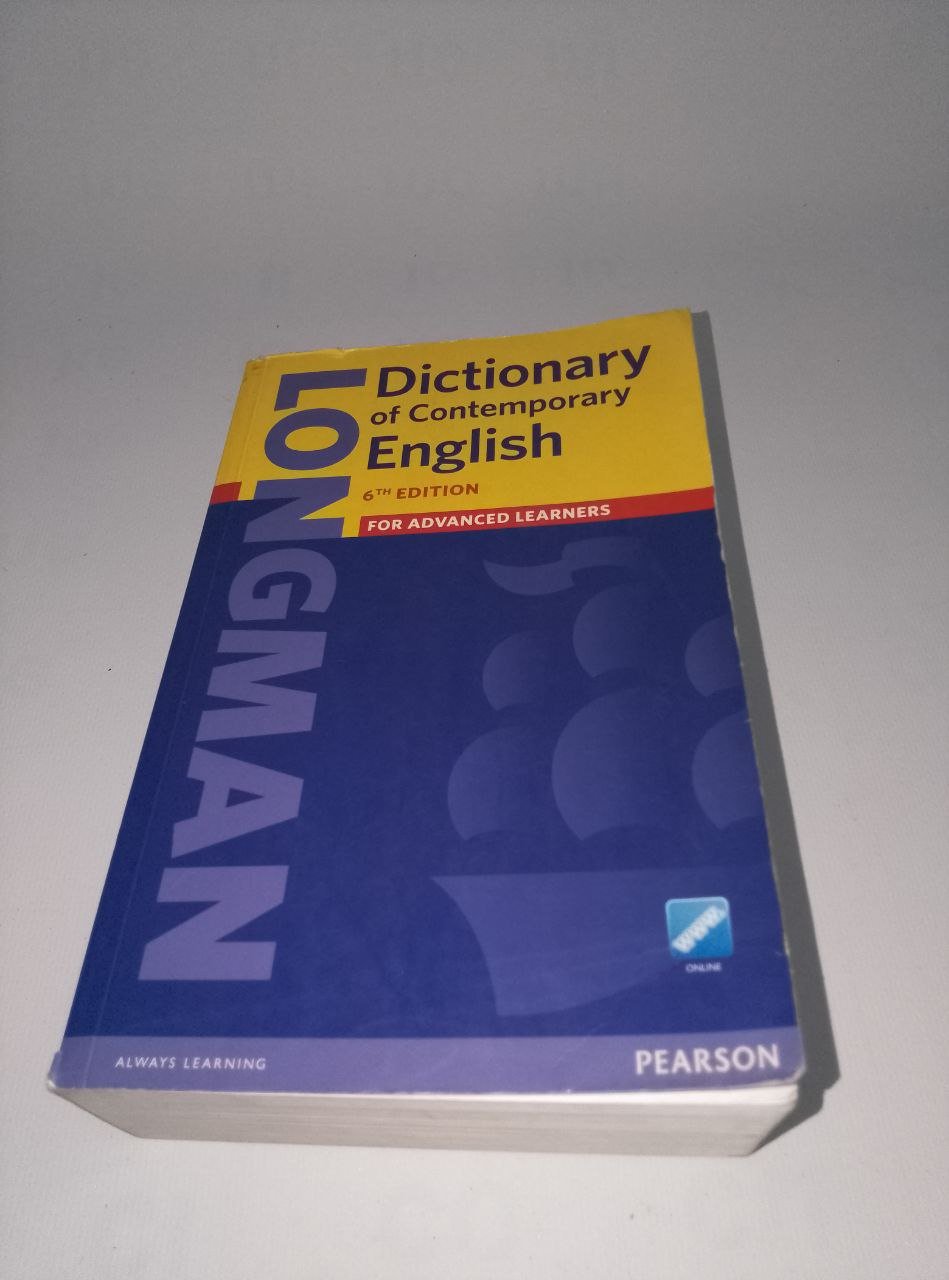 LONGMAN
Dictionary
of Contemporary
English
6TH EDITION
FOR ADVANCED LEARNERS
www.
ONLINE
ALWAYS LEARNING
PEARSON